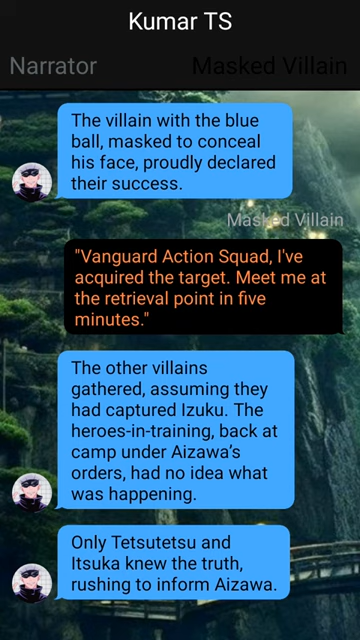 Kumar TS
Narrator
Masked Villain
The villain with the blue
ball, masked to conceal
his face, proudly declared
their success.
Masked Villain
"Vanguard Action Squad, I've
acquired the target. Meet me at
the retrieval point in five
minutes."
The other villains
gathered, assuming they
had captured Izuku. The
heroes-in-training, back at
camp under Aizawa's
orders, had no idea what
was happening.
Only Tetsutetsu and
Itsuka knew the truth,
rushing to inform Aizawa.